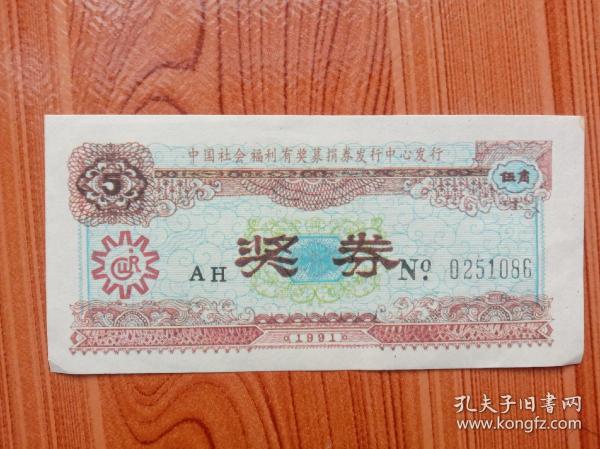 中国社会福利有奖募捐券发行中心发行
5
伍角
AH 奖券 Nº 0251086
1991
孔夫子旧书网
www.kongfz.com